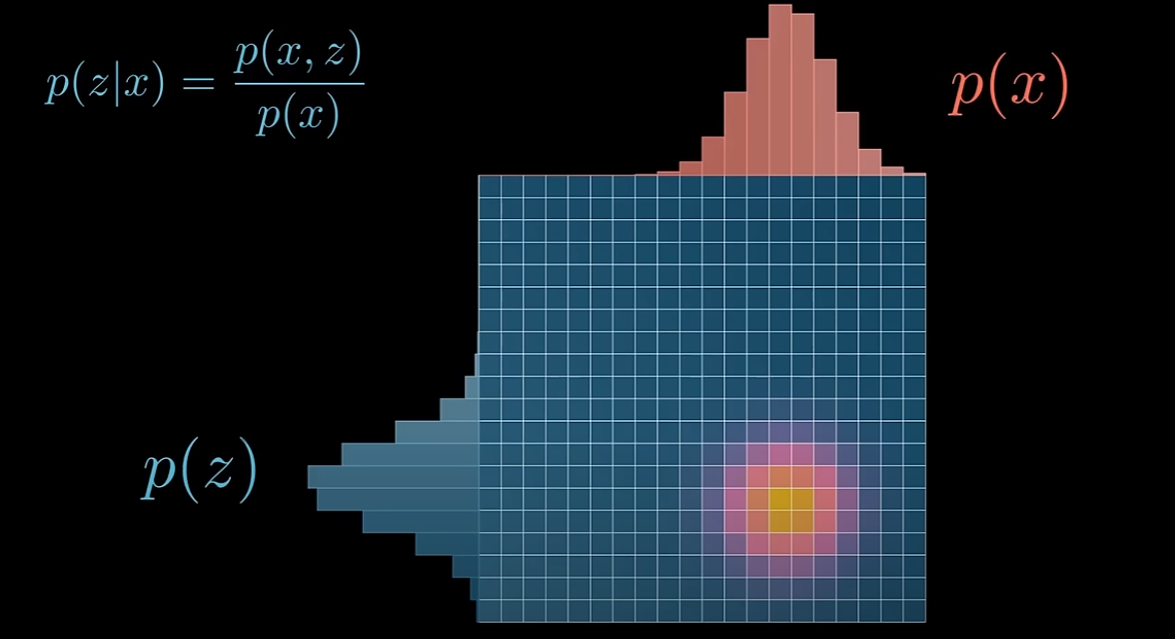 p(z|x) = p(x, z) / p(x)
p(x)
p(z)